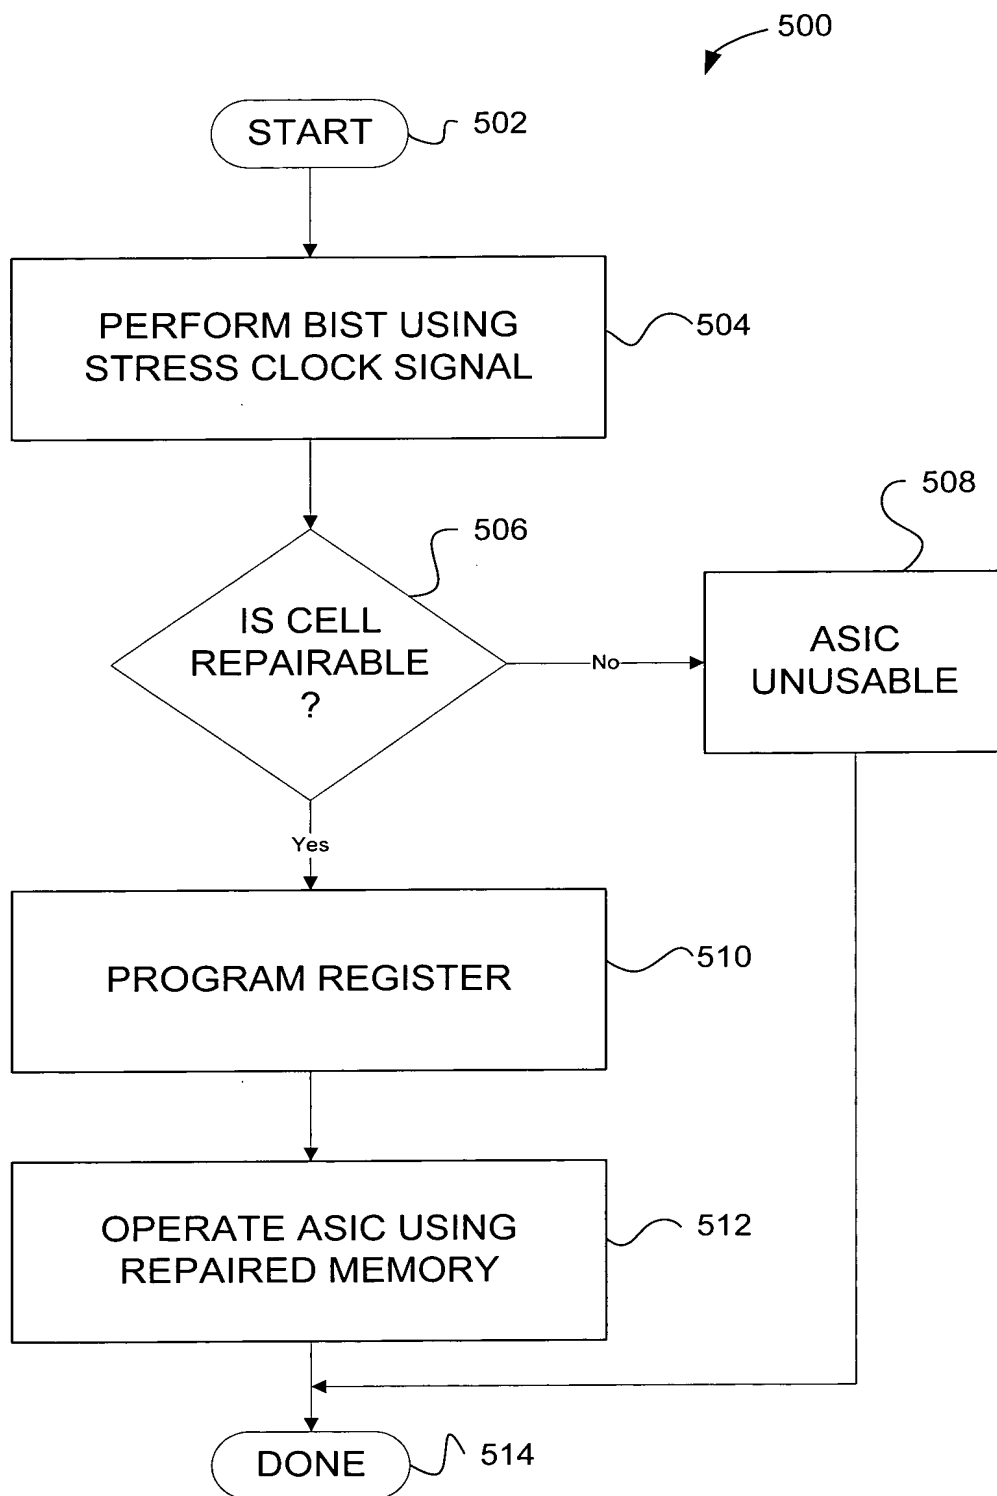 500
START
502
PERFORM BIST USING
STRESS CLOCK SIGNAL
504
506
IS CELL
REPAIRABLE
?
No
508
ASIC
UNUSABLE
Yes
PROGRAM REGISTER
510
OPERATE ASIC USING
REPAIRED MEMORY
512
DONE
514